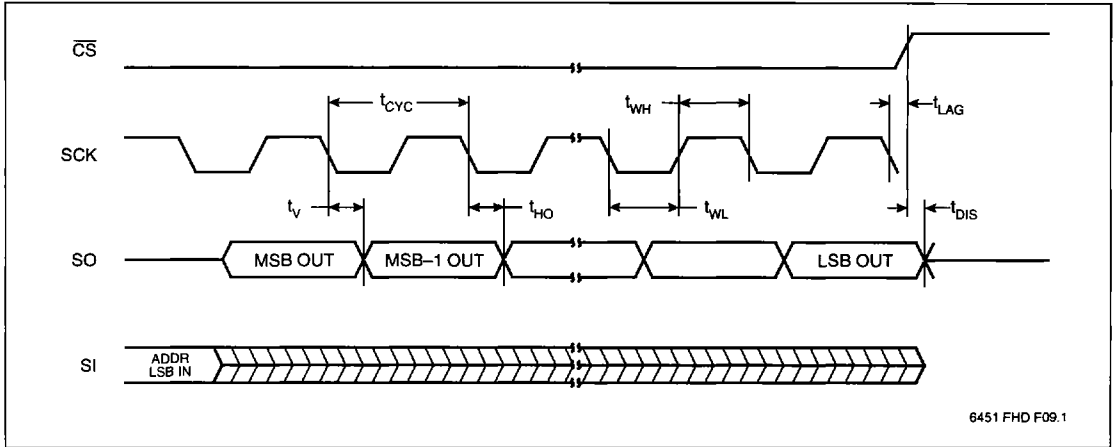 CS
tCYC
tWH
tLAG
SCK
tV
tHO
tWL
tDIS
SO
MSB OUT
MSB–1 OUT
LSB OUT
SI
ADDR
LSB IN
6451 FHD F09.1